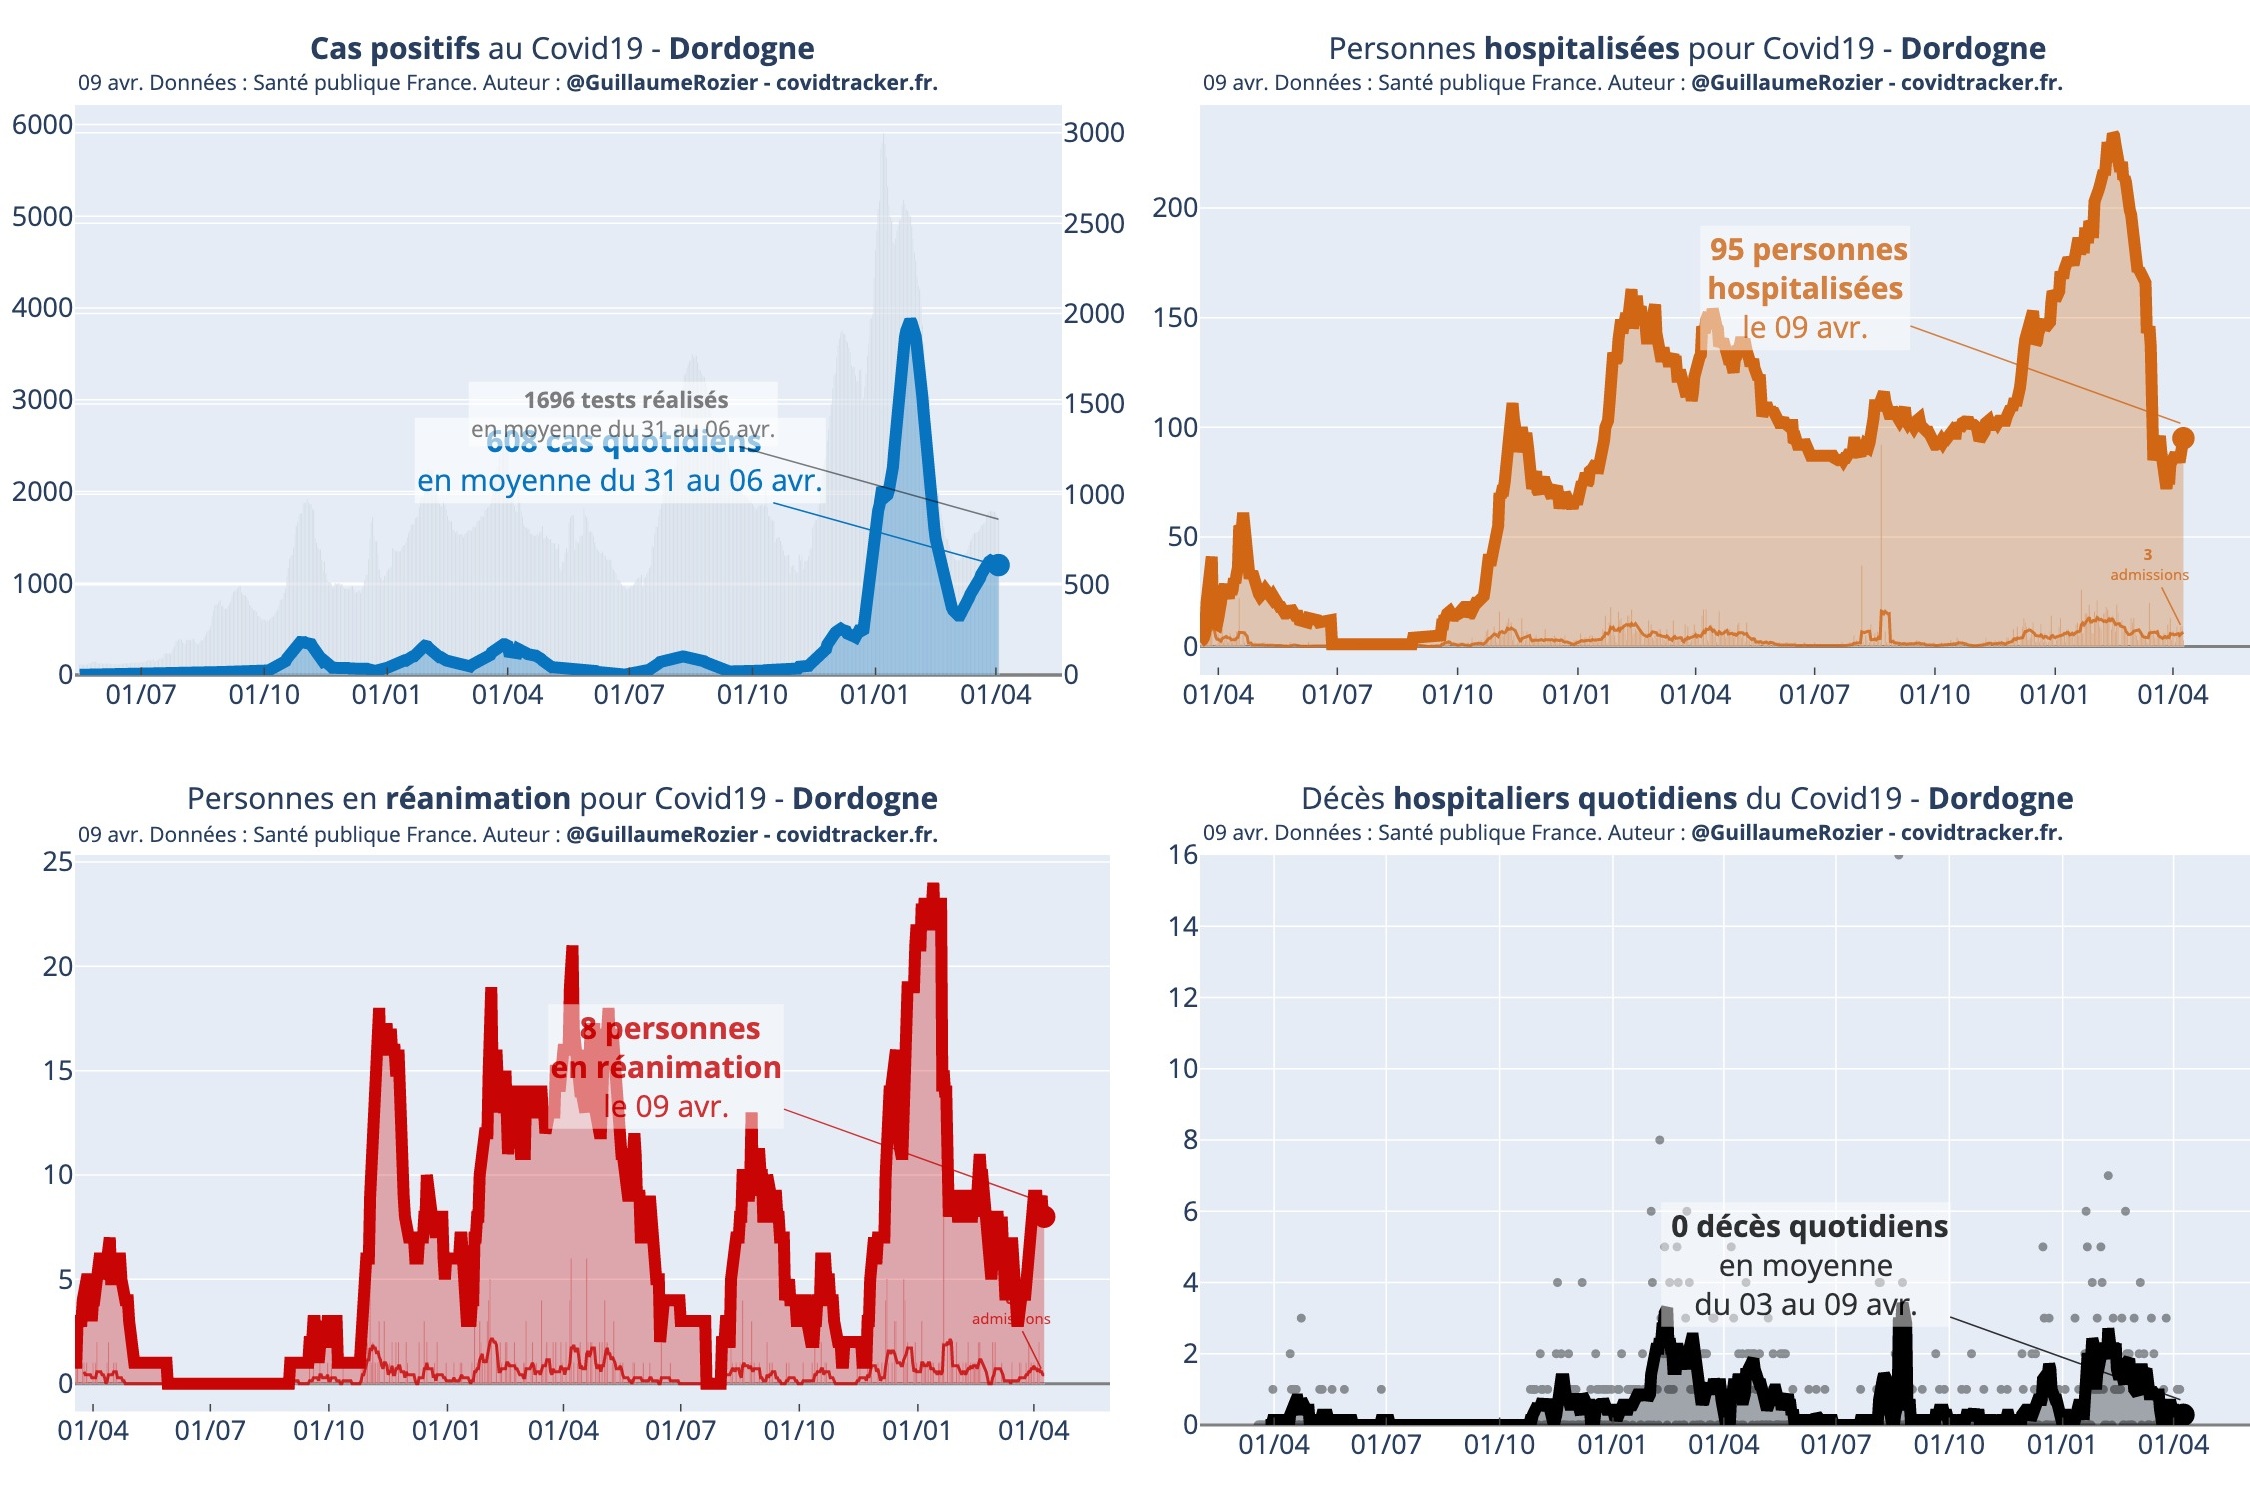 Cas positifs au Covid19 - Dordogne
09 avr. Données : Santé publique France. Auteur : @GuillaumeRozier - covidtracker.fr.
6000
5000
4000
3000
2000
1000
0
3000
2500
2000
1500
1000
500
0
1696 tests réalisés
en moyenne du 31 au 06 avr.
608 cas quotidiens
en moyenne du 31 au 06 avr.
01/07 01/10 01/01 01/04 01/07 01/10 01/01 01/04
Personnes hospitalisées pour Covid19 - Dordogne
09 avr. Données : Santé publique France. Auteur : @GuillaumeRozier - covidtracker.fr.
200
150
100
50
0
95 personnes
hospitalisées
le 09 avr.
3
admissions
01/04 01/07 01/10 01/01 01/04 01/07 01/10 01/01 01/04
Personnes en réanimation pour Covid19 - Dordogne
09 avr. Données : Santé publique France. Auteur : @GuillaumeRozier - covidtracker.fr.
25
20
15
10
5
0
8 personnes
en réanimation
le 09 avr.
admissions
01/04 01/07 01/10 01/01 01/04 01/07 01/10 01/01 01/04
Décès hospitaliers quotidiens du Covid19 - Dordogne
09 avr. Données : Santé publique France. Auteur : @GuillaumeRozier - covidtracker.fr.
16
14
12
10
8
6
4
2
0
0 décès quotidiens
en moyenne
du 03 au 09 avr.
01/04 01/07 01/10 01/01 01/04 01/07 01/10 01/01 01/04